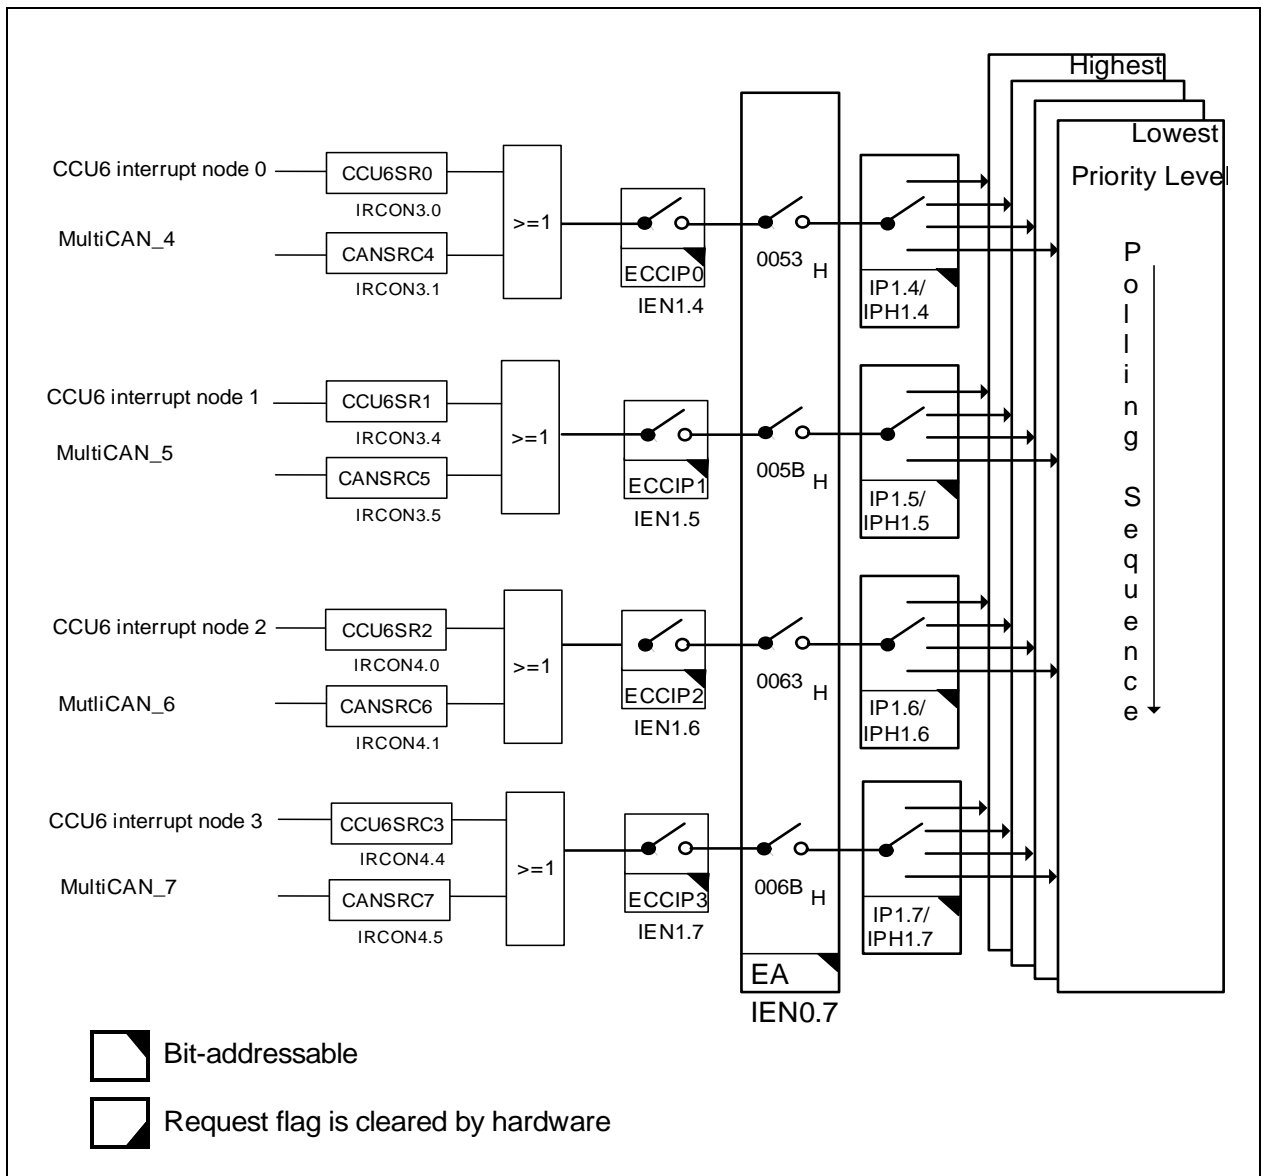 Highest
Lowest
Priority Level
Polling Sequence
CCU6 interrupt node 0
CCU6SR0
IRCON3.0
MultiCAN_4
CANSRC4
IRCON3.1
>=1
ECCIP0
IEN1.4
0053 H
IP1.4/
IPH1.4
CCU6 interrupt node 1
CCU6SR1
IRCON3.4
MultiCAN_5
CANSRC5
IRCON3.5
>=1
ECCIP1
IEN1.5
005B H
IP1.5/
IPH1.5
CCU6 interrupt node 2
CCU6SR2
IRCON4.0
MutliCAN_6
CANSRC6
IRCON4.1
>=1
ECCIP2
IEN1.6
0063 H
IP1.6/
IPH1.6
CCU6 interrupt node 3
CCU6SRC3
IRCON4.4
MultiCAN_7
CANSRC7
IRCON4.5
>=1
ECCIP3
IEN1.7
006B H
IP1.7/
IPH1.7
EA
IEN0.7
Bit-addressable
Request flag is cleared by hardware